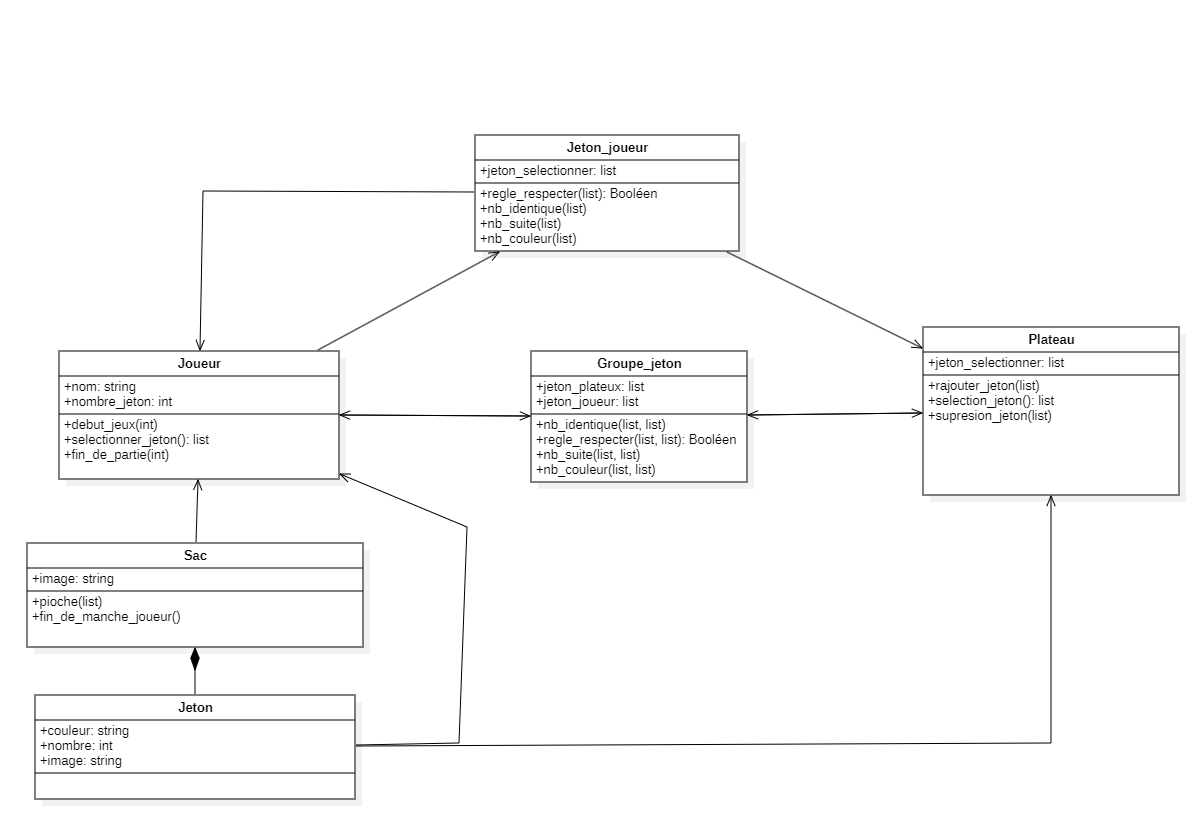 Jeton_joueur
+jeton_selectionner: list
+regle_respecter(list): Booléen
+nb_identique(list)
+nb_suite(list)
+nb_couleur(list)
Joueur
+nom: string
+nombre_jeton: int
+debut_jeux(int)
+selectionner_jeton(): list
+fin_de_partie(int)
Groupe_jeton
+jeton_plateux: list
+jeton_joueur: list
+nb_identique(list, list)
+regle_respecter(list, list): Booléen
+nb_suite(list, list)
+nb_couleur(list, list)
Plateau
+jeton_selectionner: list
+rajouter_jeton(list)
+selection_jeton(): list
+supresion_jeton(list)
Sac
+image: string
+pioche(list)
+fin_de_manche_joueur()
Jeton
+couleur: string
+nombre: int
+image: string